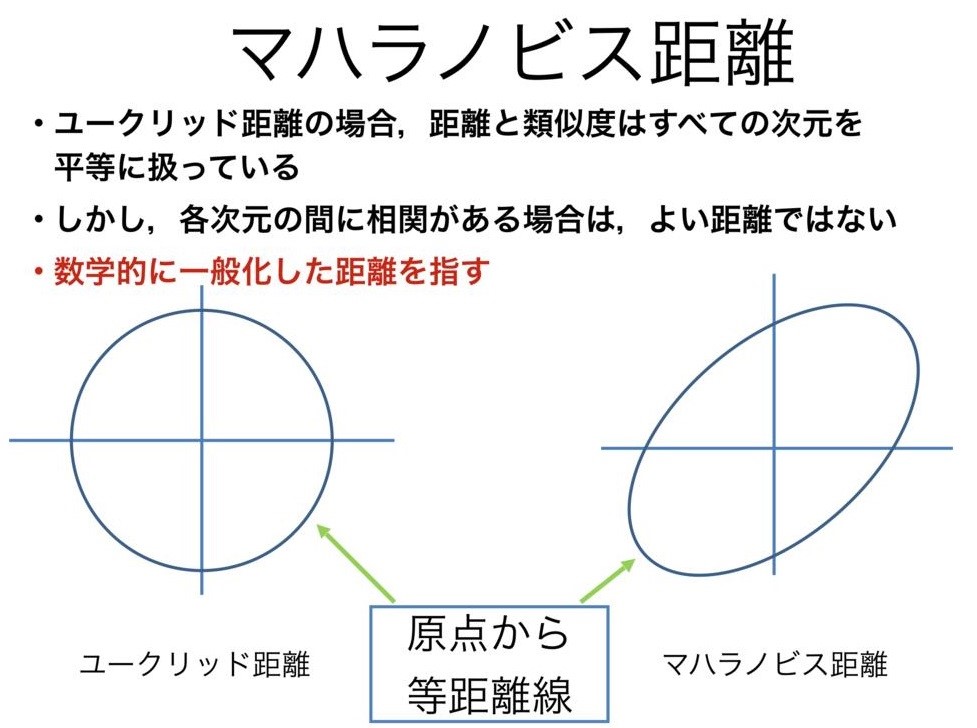 マハラノビス距離
・ユークリッド距離の場合，距離と類似度はすべての次元を
平等に扱っている
・しかし，各次元の間に相関がある場合は，よい距離ではない
・数学的に一般化した距離を指す
原点から
等距離線
ユークリッド距離
マハラノビス距離